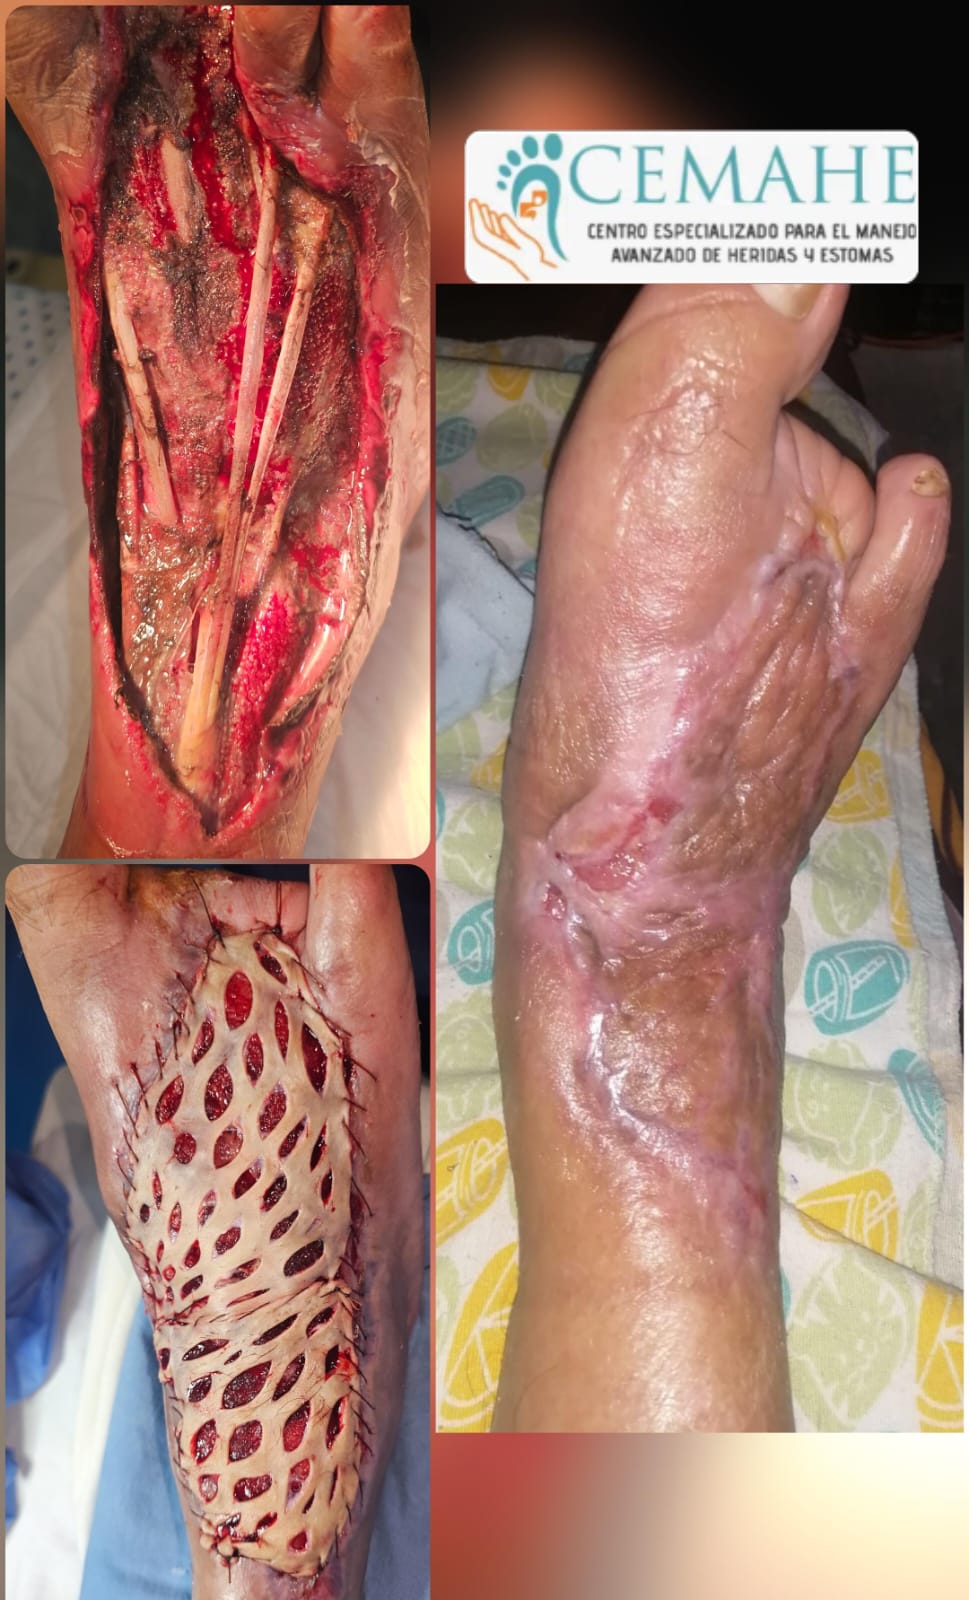 CEMAHE
CENTRO ESPECIALIZADO PARA EL MANEJO
AVANZADO DE HERIDAS Y ESTOMAS